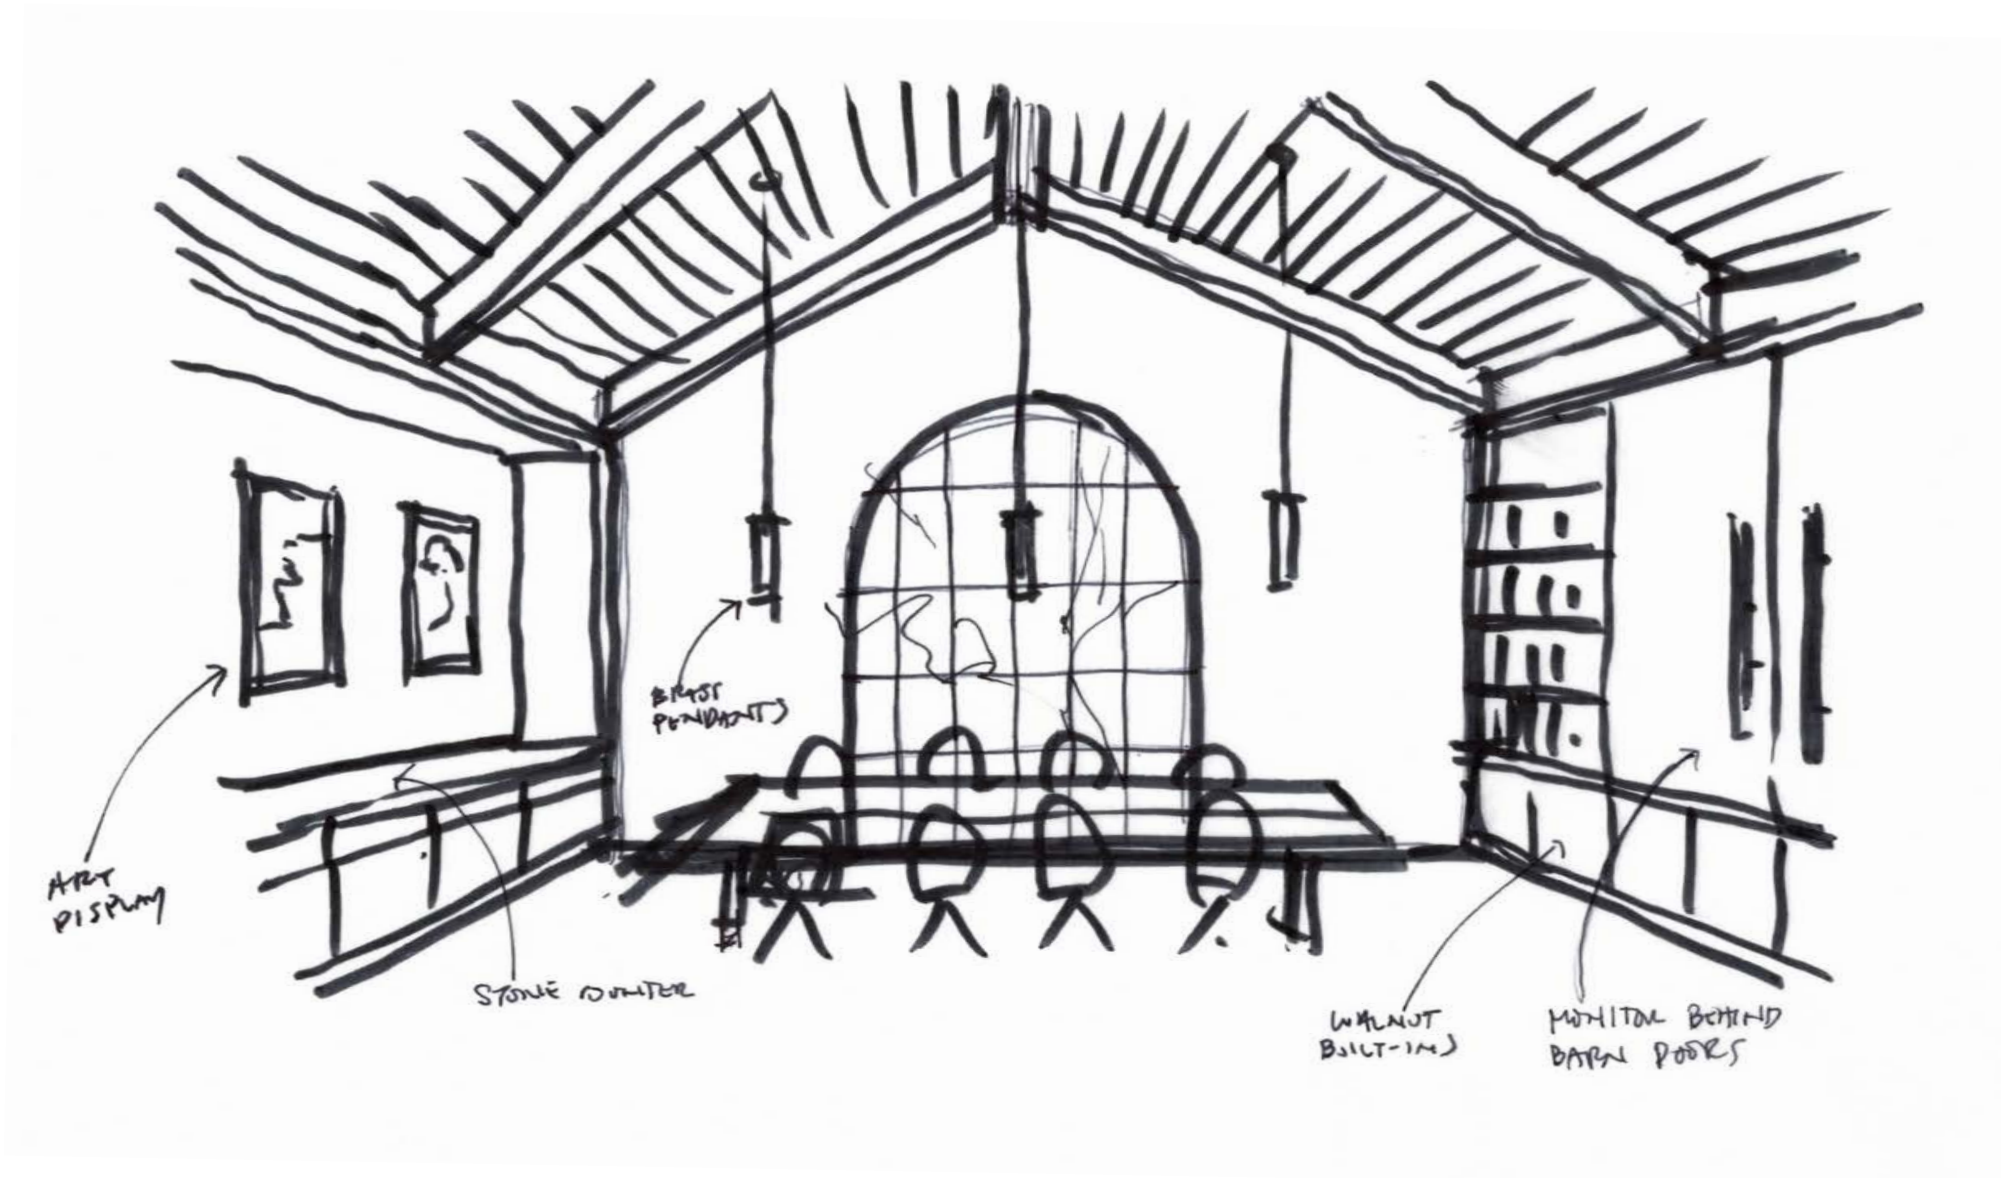 BRASS
PENDANTS
ART
DISPLAY
STONE COUNTER
WALNUT
BUILT-INS
MONITOR BEHIND
BARN DOORS